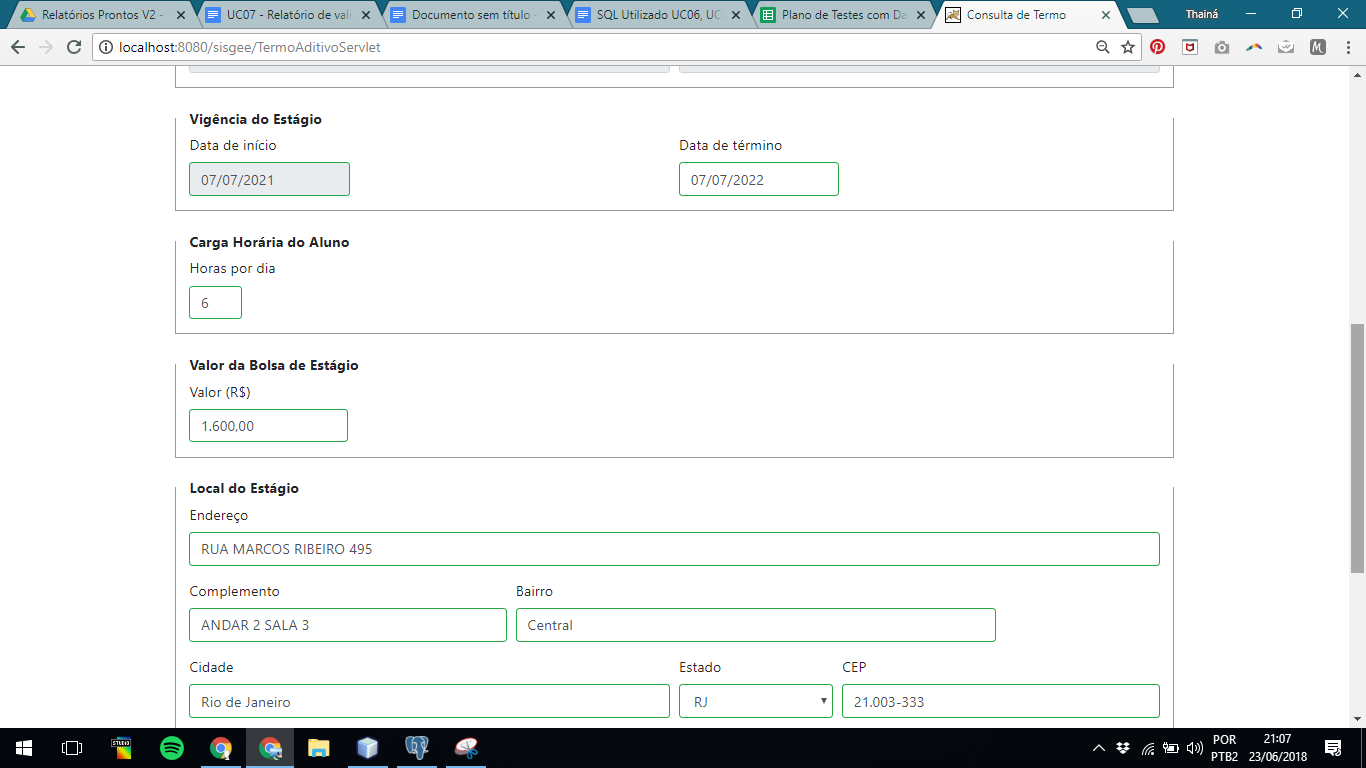 Relatórios Prontos V2 -
UC07 - Relatório de vali
Documento sem título -
SQL Utilizado UC06, UC
Plano de Testes com Da
Consulta de Termo
Thainá
localhost:8080/sisgee/TermoAditivoServlet
Vigência do Estágio
Data de início Data de término
07/07/2021 07/07/2022
Carga Horária do Aluno
Horas por dia
6
Valor da Bolsa de Estágio
Valor (R$)
1.600,00
Local do Estágio
Endereço
RUA MARCOS RIBEIRO 495
Complemento Bairro
ANDAR 2 SALA 3 Central
Cidade Estado CEP
Rio de Janeiro RJ 21.003-333
STUDIO
POR 21:07
PTB2 23/06/2018